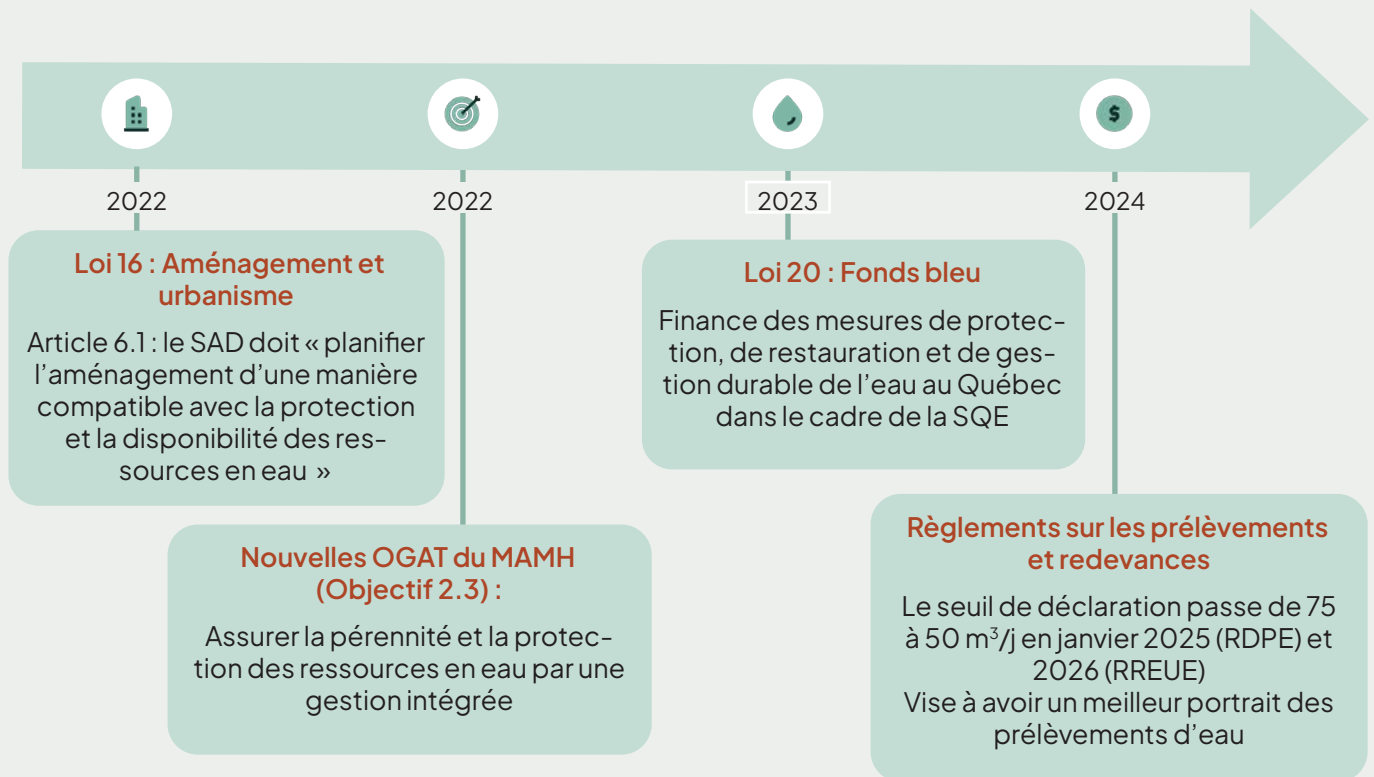 $
2022
2022
2023
2024
Loi 16 : Aménagement et
urbanisme
Article 6.1 : le SAD doit « planifier
l’aménagement d’une manière
compatible avec la protection
et la disponibilité des res-
sources en eau »
Nouvelles OGAT du MAMH
(Objectif 2.3) :
Assurer la pérennité et la protec-
tion des ressources en eau par une
gestion intégrée
Loi 20 : Fonds bleu
Finance des mesures de protec-
tion, de restauration et de ges-
tion durable de l’eau au Québec
dans le cadre de la SQE
Règlements sur les prélèvements
et redevances
Le seuil de déclaration passe de 75
à 50 m³/j en janvier 2025 (RDPE) et
2026 (RREUE)
Vise à avoir un meilleur portrait des
prélèvements d’eau